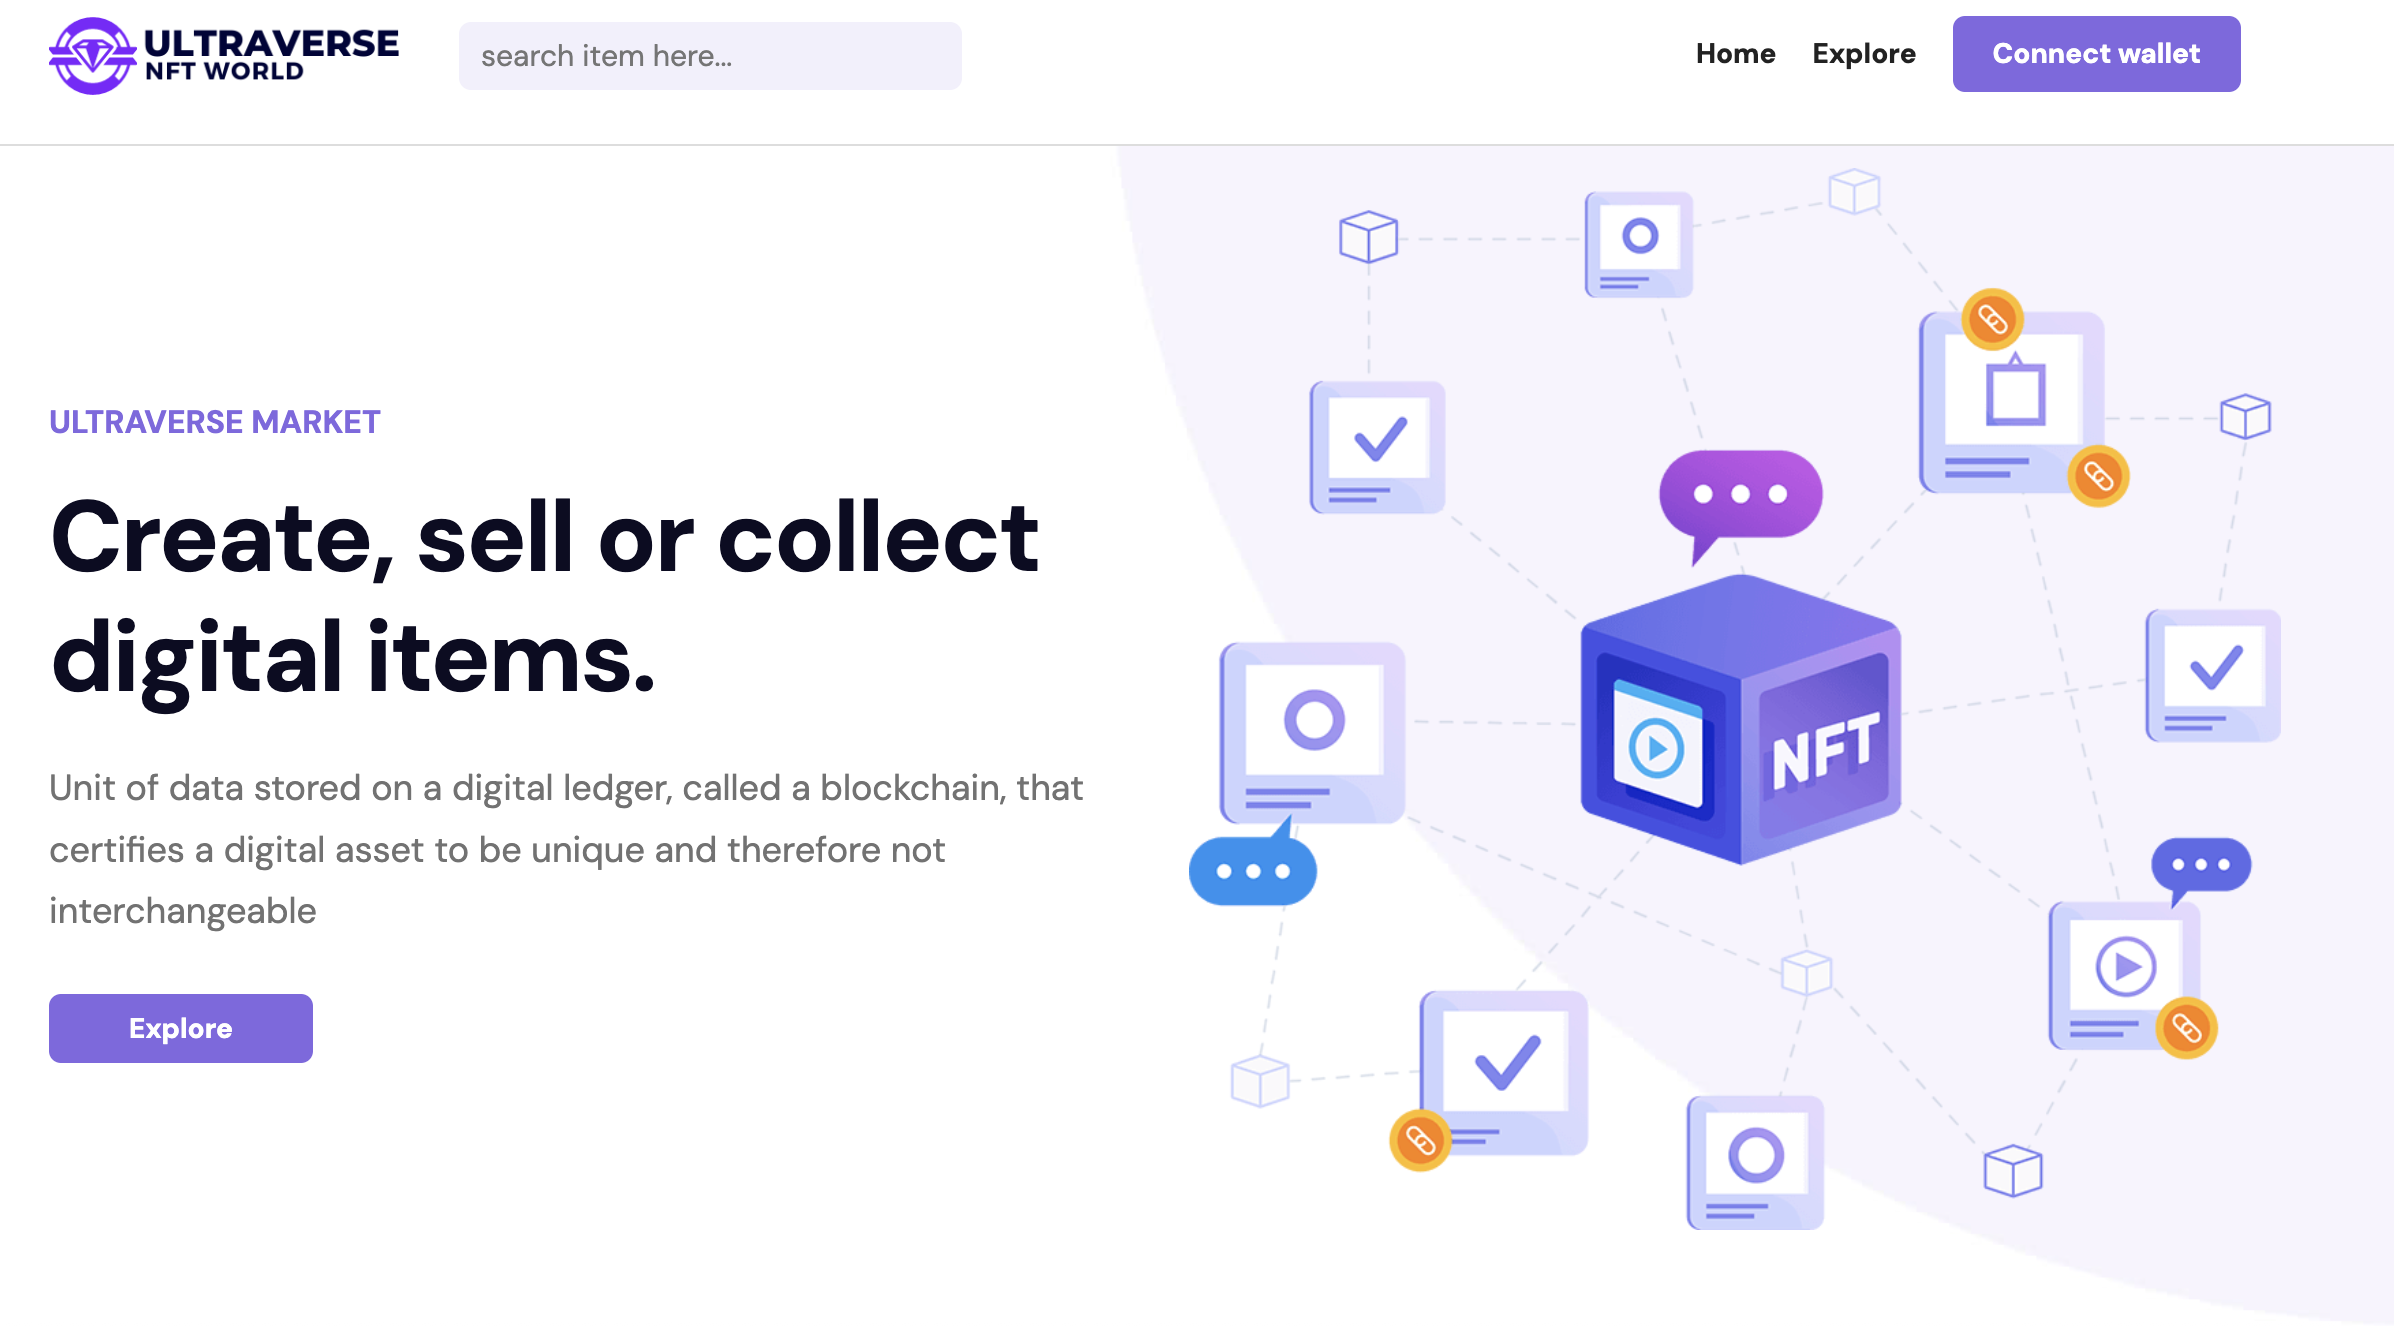 ULTRAVERSE
NFT WORLD
search item here...
Home
Explore
Connect wallet
ULTRAVERSE MARKET
Create, sell or collect
digital items.
Unit of data stored on a digital ledger, called a blockchain, that
certifies a digital asset to be unique and therefore not
interchangeable
Explore
NFT